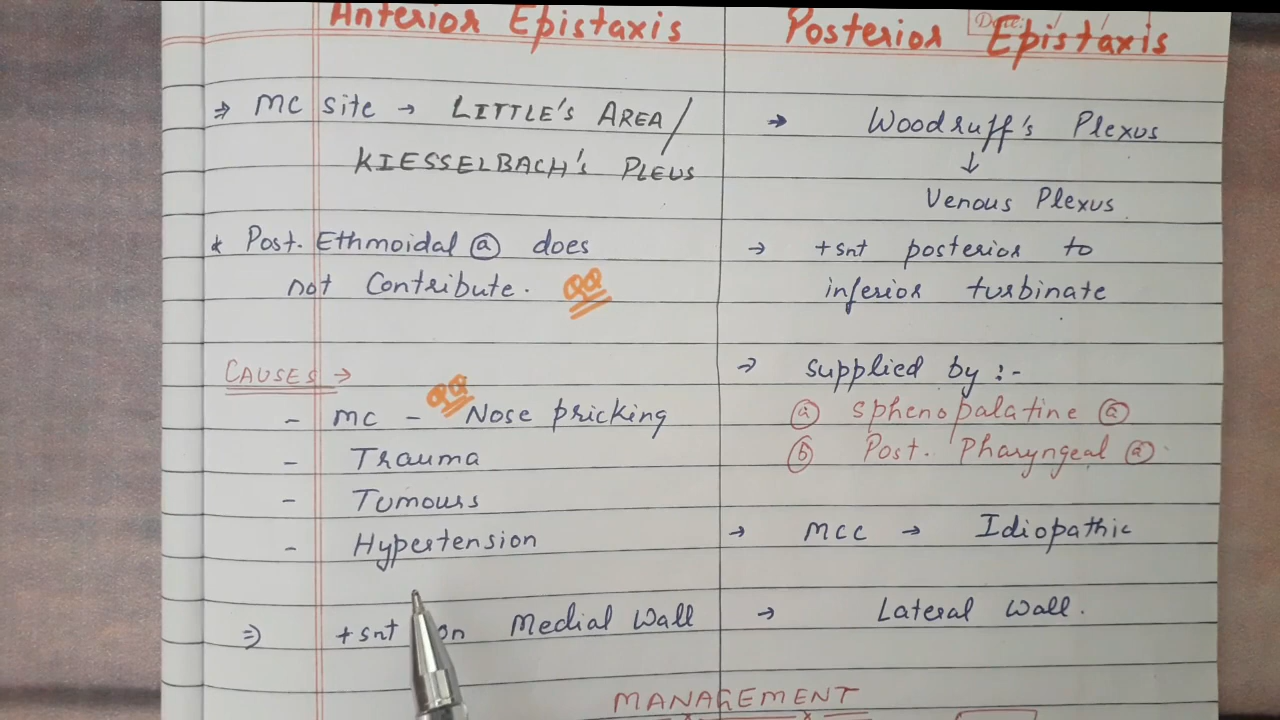 Anterior Epistaxis
⇒ MC site → LITTLE'S AREA/
KIESSELBACH'S PLEUS
* Post. Ethmoidal ⓐ does
not Contribute.
CAUSES →
- MC - Nose pricking
- Trauma
- Tumours
- Hypertension
⇒ +snt on Medial Wall
Date: / /
Posterior Epistaxis
→ Woodruff's Plexus
↓
Venous Plexus
→ +snt posterior to
inferior turbinate
→ supplied by :-
ⓐ sphenopalatine ⓐ
ⓑ Post. Pharyngeal ⓐ
→ MCC → Idiopathic
→ Lateral Wall.
MANAGEMENT